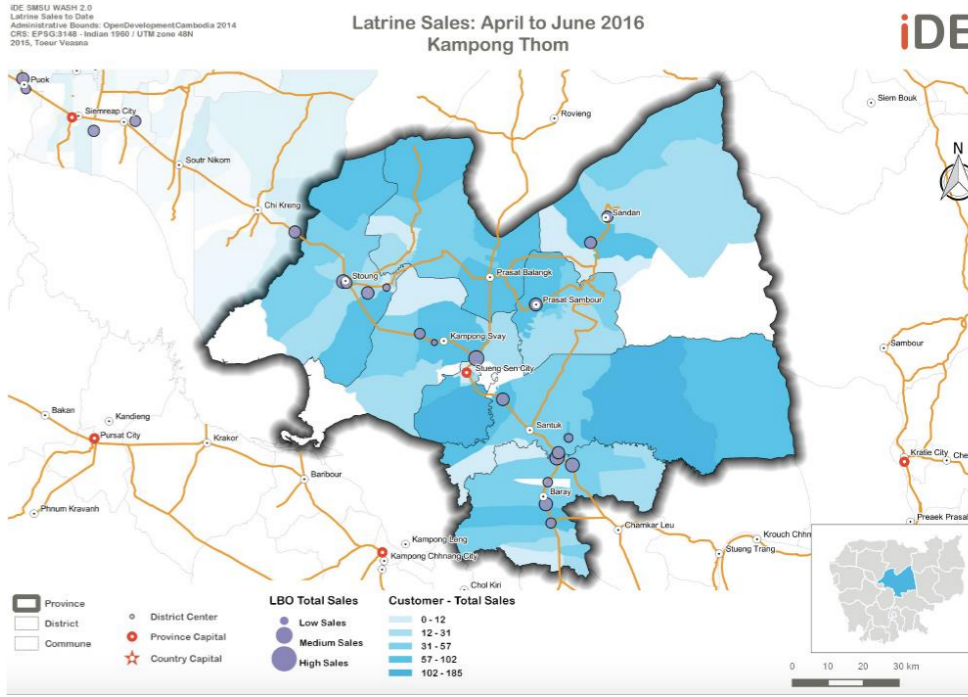 iDE SMSU WASH 2.0
Latrine Sales to Date
Administrative Bounds: OpenDevelopmentCambodia 2014
CRS: EPSG:3148 - Indian 1960 / UTM zone 48N
2015, Toeur Veasna
Latrine Sales: April to June 2016
Kampong Thom
iDE
Puok
Siemreap City
Soutr Nikom
Chi Kreng
Rovieng
Siem Bouk
N
Sandan
Stoung
Prasat Balangk
Prasat Sambour
Kampong Svay
Stueng Sen City
Sambour
Bakan
Kandieng
Pursat City
Krakor
Santuk
Kratie City
Che
Baribour
Baray
Phnum Kravanh
Chamkar Leu
Preaek Prasa
Kampong Leng
Kampong Chhnang City
Krouch Chhm
Stueng Trang
Chol Kiri
Province
District
Commune
District Center
Province Capital
Country Capital
LBO Total Sales
Low Sales
Medium Sales
High Sales
Customer - Total Sales
0 - 12
12 - 31
31 - 57
57 - 102
102 - 185
0 10 20 30 km